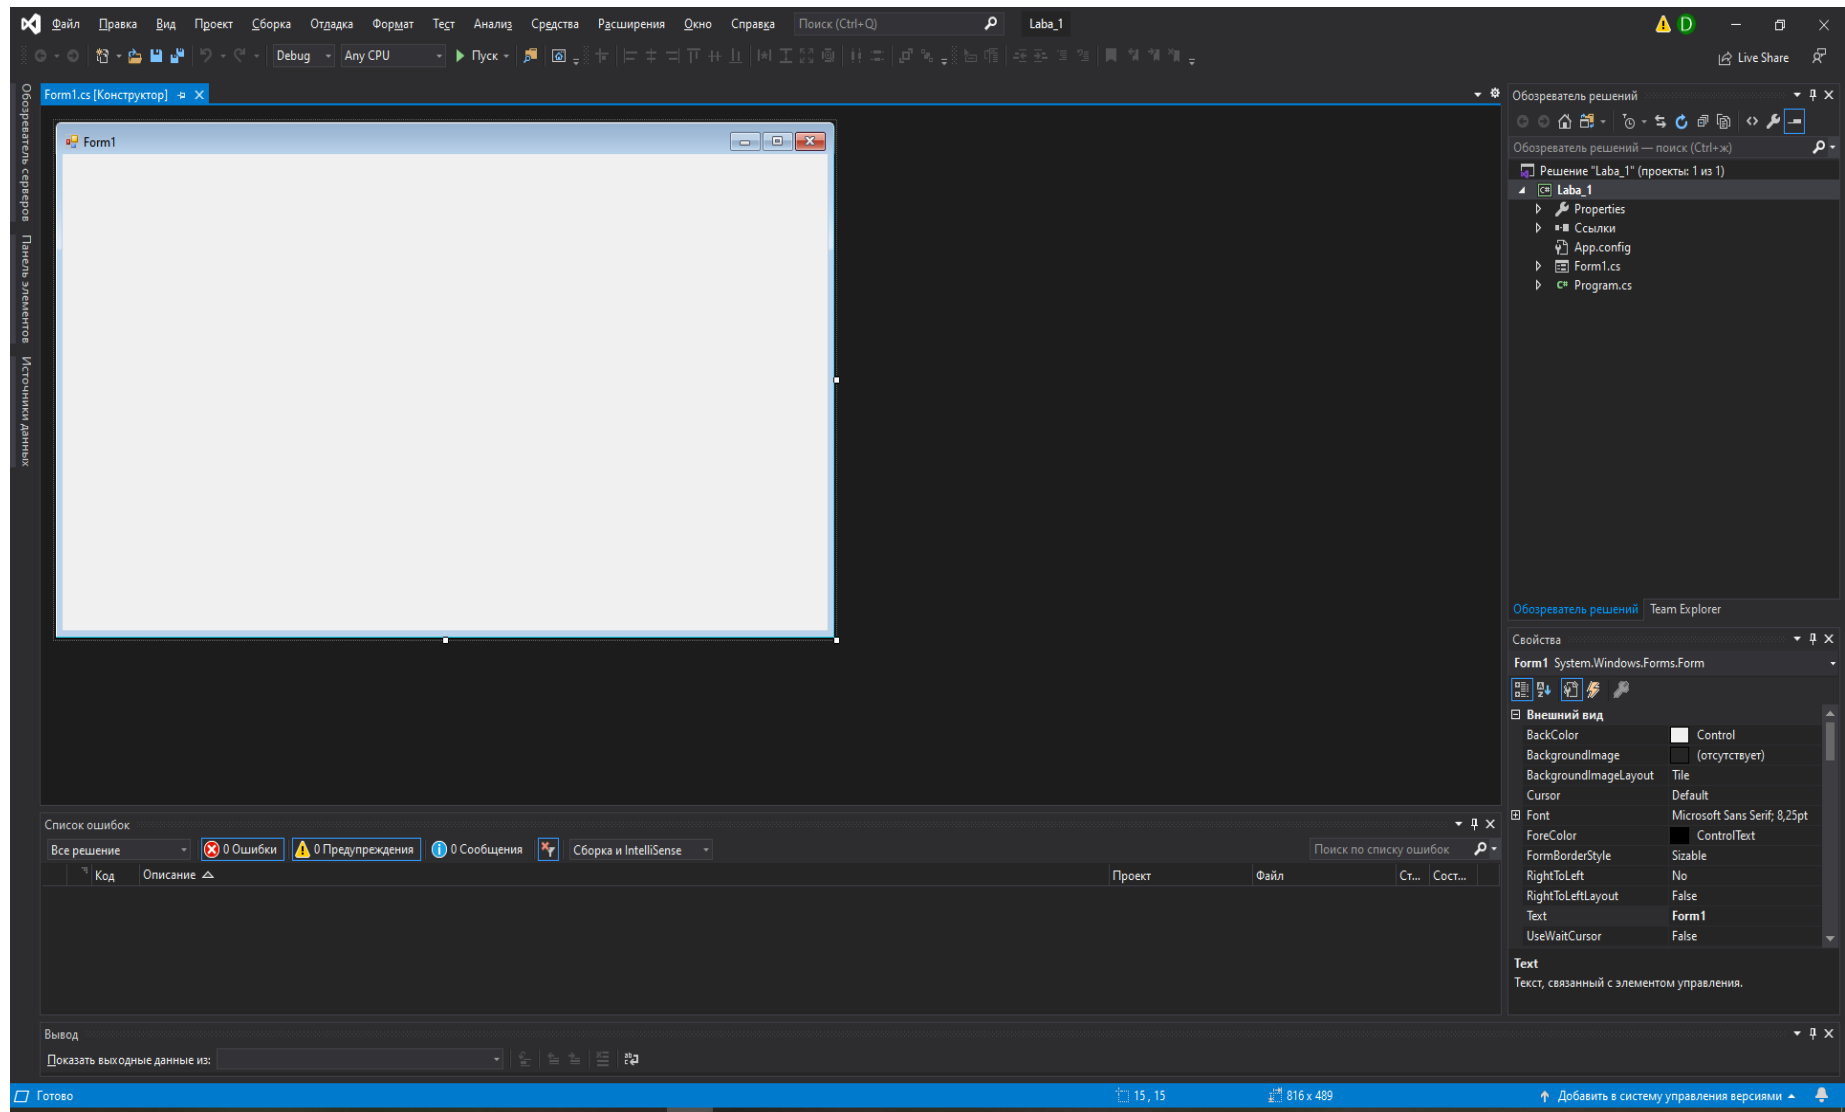 Файл Правка Вид Проект Сборка Отладка Формат Тест Анализ Средства Расширения Окно Справка Поиск (Ctrl+Q) Laba_1 D
Debug Any CPU Пуск Live Share
Обозреватель серверов
Панель элементов
Источники данных
Form1.cs [Конструктор]
Form1
Обозреватель решений
Обозреватель решений — поиск (Ctrl+ж)
Решение "Laba_1" (проекты: 1 из 1)
C# Laba_1
Properties
Ссылки
App.config
Form1.cs
C# Program.cs
Обозреватель решений Team Explorer
Свойства
Form1 System.Windows.Forms.Form
Внешний вид
BackColor Control
BackgroundImage (отсутствует)
BackgroundImageLayout Tile
Cursor Default
Font Microsoft Sans Serif; 8,25pt
ForeColor ControlText
FormBorderStyle Sizable
RightToLeft No
RightToLeftLayout False
Text Form1
UseWaitCursor False
Text
Текст, связанный с элементом управления.
Список ошибок
Все решение 0 Ошибки 0 Предупреждения 0 Сообщения Сборка и IntelliSense Поиск по списку ошибок
Код Описание Проект Файл Ст... Сост...
Вывод
Показать выходные данные из:
Готово 15 , 15 816 x 489 Добавить в систему управления версиями